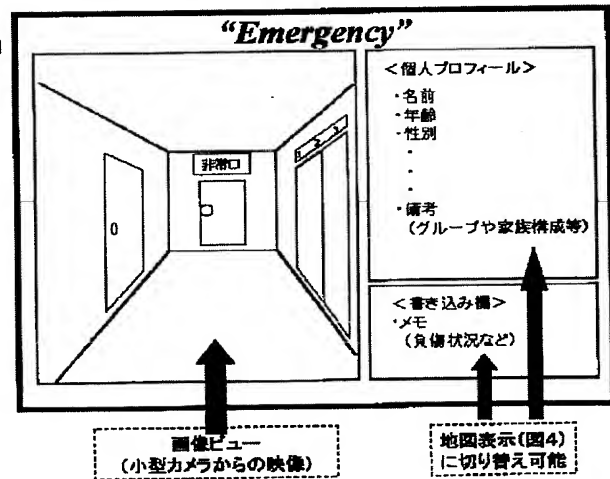 “Emergency”
非常口
1 2 3
<個人プロフィール>
・名前
・年齢
・性別
・
・
・
・備考
(グループや家族構成等)
<書き込み欄>
・メモ
(負傷状況など)
画像ビュー
(小型カメラからの映像)
地図表示(図4)
に切り替え可能